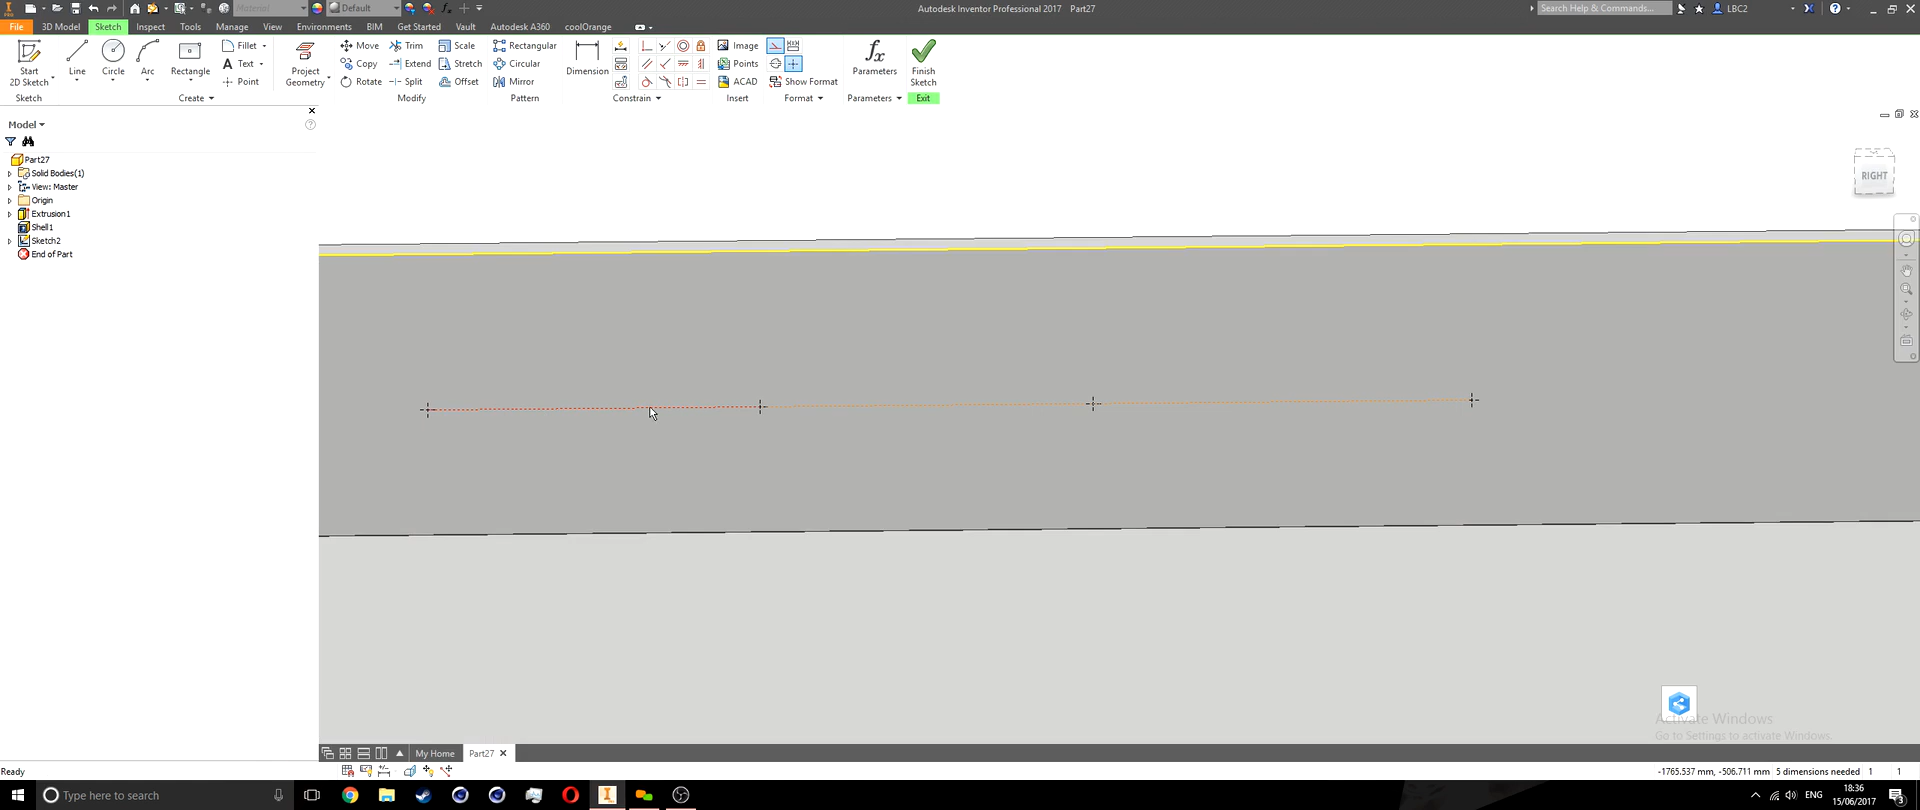 Material
Default
Autodesk Inventor Professional 2017 Part27
Search Help & Commands...
LBC2
File 3D Model Sketch Inspect Tools Manage View Environments BIM Get Started Vault Autodesk A360 coolOrange
Start
2D Sketch
Line
Circle
Arc
Rectangle
Fillet
Text
Point
Project
Geometry
Move
Copy
Rotate
Trim
Extend
Split
Scale
Stretch
Offset
Rectangular
Circular
Mirror
Dimension
Image
Points
ACAD
Show Format
fx
Parameters
Finish
Sketch
Sketch Create Modify Pattern Constrain Insert Format Parameters Exit
Model
Part27
Solid Bodies(1)
View: Master
Origin
Extrusion1
Shell1
Sketch2
End of Part
RIGHT
Activate Windows
Go to Settings to activate Windows.
My Home Part27
Ready
-1765.537 mm, -506.711 mm 5 dimensions needed 1 1
Type here to search
ENG
18:36
15/06/2017
3